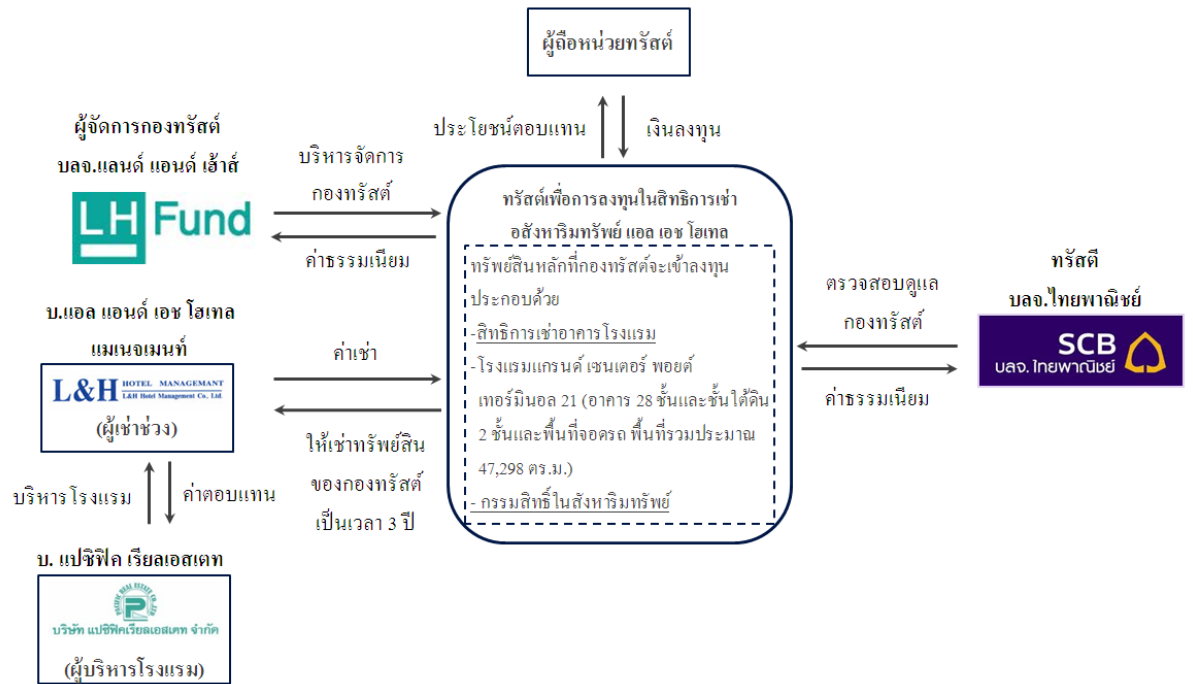 ผู้ถือหน่วยทรัสต์
ประโยชน์ตอบแทน
เงินลงทุน
ผู้จัดการกองทรัสต์
บลจ.แลนด์ แอนด์ เฮ้าส์
LH Fund
บริหารจัดการ
กองทรัสต์
ค่าธรรมเนียม
ทรัสต์เพื่อการลงทุนในสิทธิการเช่า
อสังหาริมทรัพย์ แอล เอช โฮเทล
ทรัพย์สินหลักที่กองทรัสต์จะเข้าลงทุน
ประกอบด้วย
-สิทธิการเช่าอาคารโรงแรม
-โรงแรมแกรนด์ เซนเตอร์ พอยต์
เทอร์มินอล 21 (อาคาร 28 ชั้นและชั้นใต้ดิน
2 ชั้นและพื้นที่จอดรถ พื้นที่รวมประมาณ
47,298 ตร.ม.)
- กรรมสิทธิ์ในสังหาริมทรัพย์
ทรัสตี
บลจ.ไทยพาณิชย์
SCB
บลจ. ไทยพาณิชย์
ตรวจสอบดูแล
กองทรัสต์
ค่าธรรมเนียม
บ.แอล แอนด์ เอช โฮเทล
แมเนจเมนท์
L&H HOTEL MANAGEMANT
L&H Hotel Management Co., Ltd.
(ผู้เช่าช่วง)
ค่าเช่า
ให้เช่าทรัพย์สิน
ของกองทรัสต์
เป็นเวลา 3 ปี
บริหารโรงแรม
ค่าตอบแทน
บ. แปซิฟิค เรียลเอสเตท
PACIFIC REAL ESTATE CO.,LTD
P
บริษัท แปซิฟิคเรียลเอสเตท จำกัด
(ผู้บริหารโรงแรม)